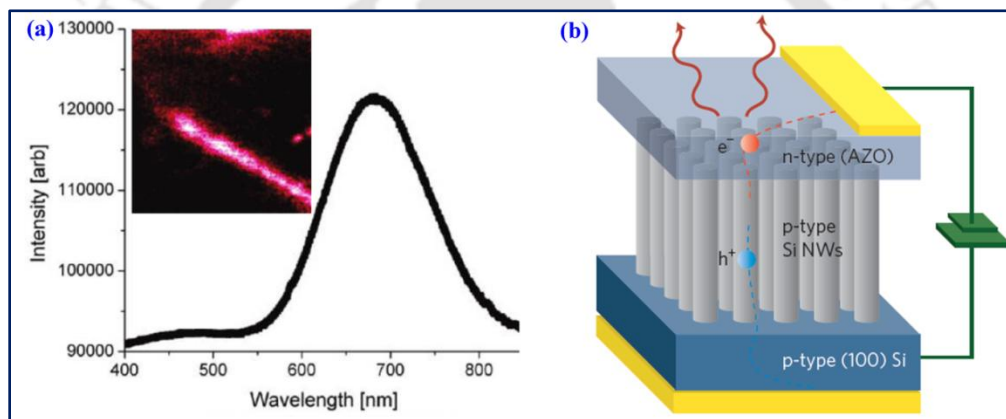 (a)
130000
120000
110000
100000
90000
Intensity [arb]
400 500 600 700 800
Wavelength [nm]
(b)
e⁻
n-type (AZO)
p-type
Si NWs
h⁺
p-type (100) Si